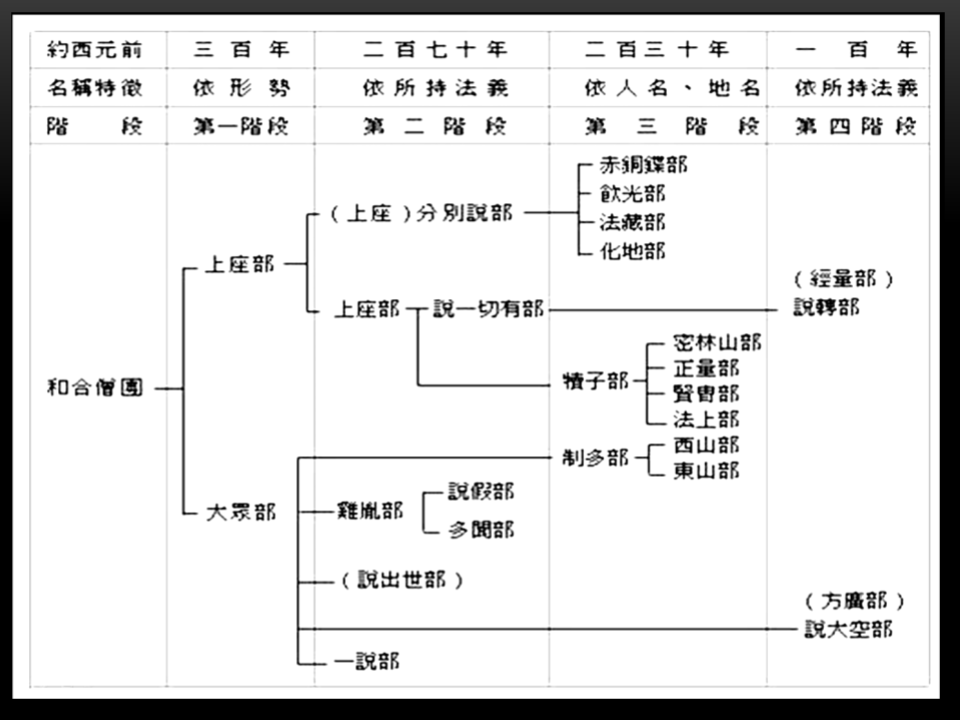 約西元前 三百年 二百七十年 二百三十年 一百年
名稱特徵 依形勢 依所持法義 依人名、地名 依所持法義
階段 第一階段 第二階段 第三階段 第四階段
赤銅鍱部
飲光部
(上座)分別說部
法藏部
化地部
上座部
(經量部)
上座部 說一切有部 說轉部
密林山部
正量部
犢子部
賢冑部
和合僧團
法上部
西山部
制多部
東山部
說假部
雞胤部
大眾部
多聞部
(說出世部)
(方廣部)
說大空部
一說部